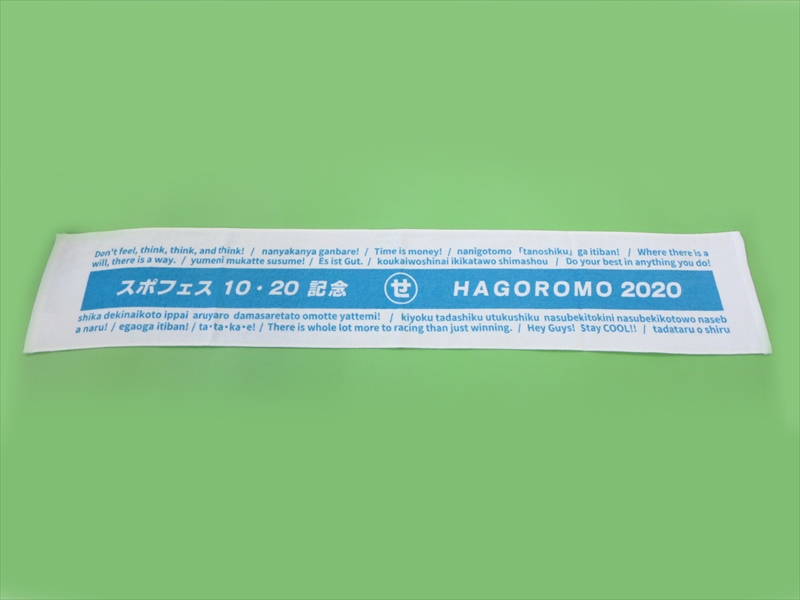 Don't feel, think, think, and think! / nanyakanya ganbare! / Time is money! / nanigotomo 「tanoshiku」 ga itiban! / Where there is a
will, there is a way. / yumeni mukatte susume! / Es ist Gut. / koukaiwoshinai ikikatawo shimashou / Do your best in anything you do!
スポフェス 10・20 記念 せ HAGOROMO 2020
shika dekinaikoto ippai aruyaro damasaretato omotte yattemi! / kiyoku tadashiku utukushiku nasubekitokini nasubekikotowo naseb
a naru! / egaoga itiban! / ta・ta・ka・e! / There is whole lot more to racing than just winning. / Hey Guys! Stay COOL!! / tadataru o shiru